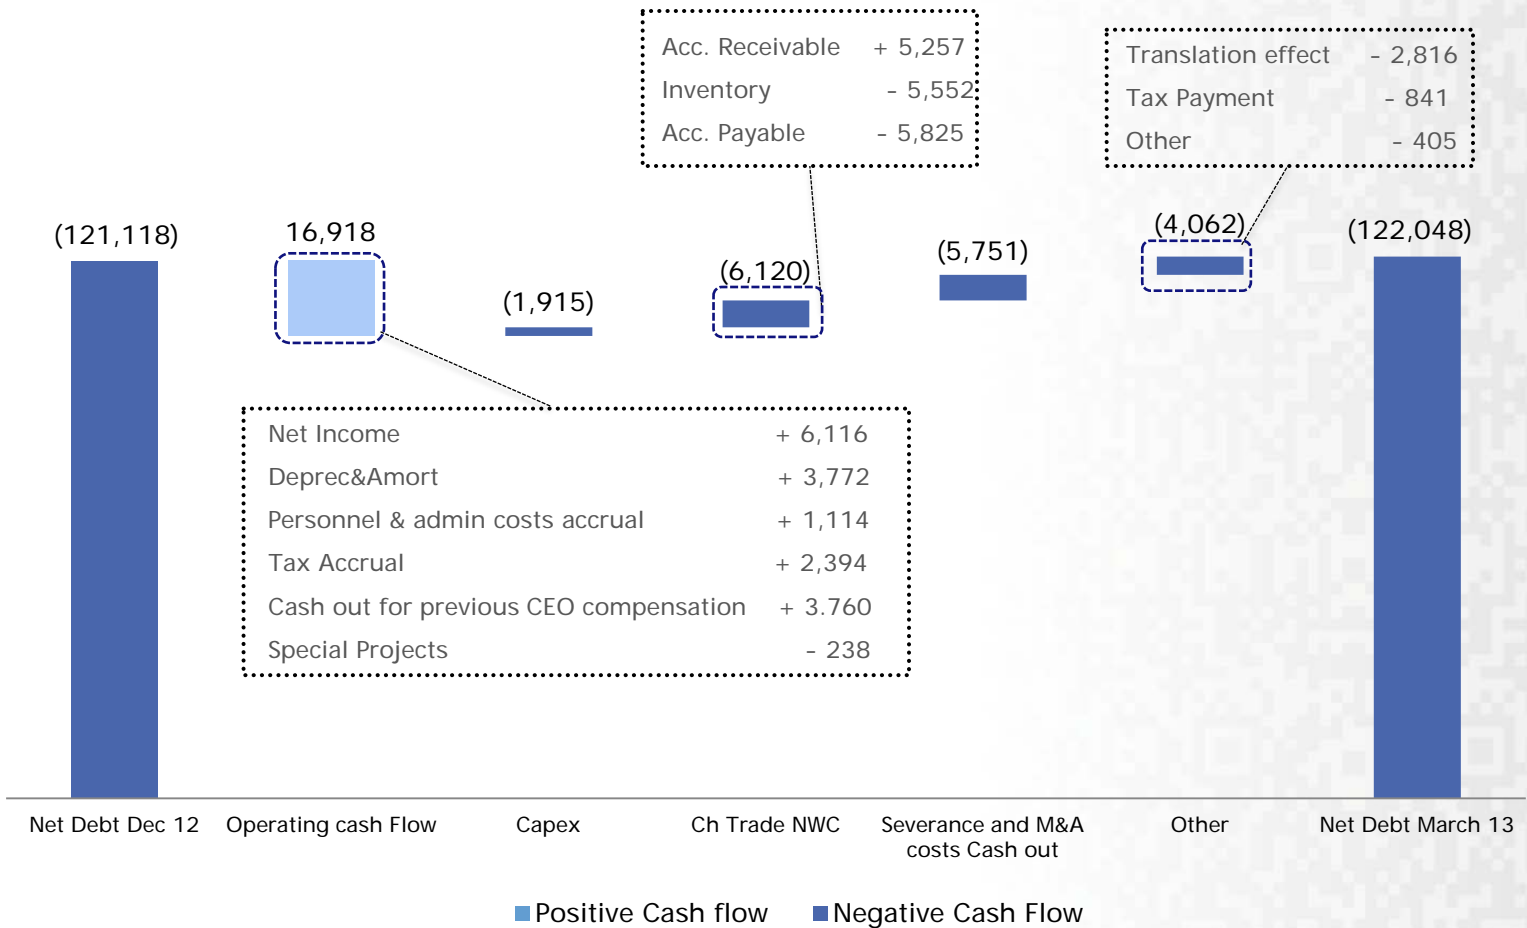 Acc. Receivable + 5,257
Inventory - 5,552
Acc. Payable - 5,825
Translation effect - 2,816
Tax Payment - 841
Other - 405
(121,118)
16,918
(1,915)
(6,120)
(5,751)
(4,062)
(122,048)
Net Income + 6,116
Deprec&Amort + 3,772
Personnel & admin costs accrual + 1,114
Tax Accrual + 2,394
Cash out for previous CEO compensation + 3.760
Special Projects - 238
Net Debt Dec 12
Operating cash Flow
Capex
Ch Trade NWC
Severance and M&A
costs Cash out
Other
Net Debt March 13
Positive Cash flow
Negative Cash Flow